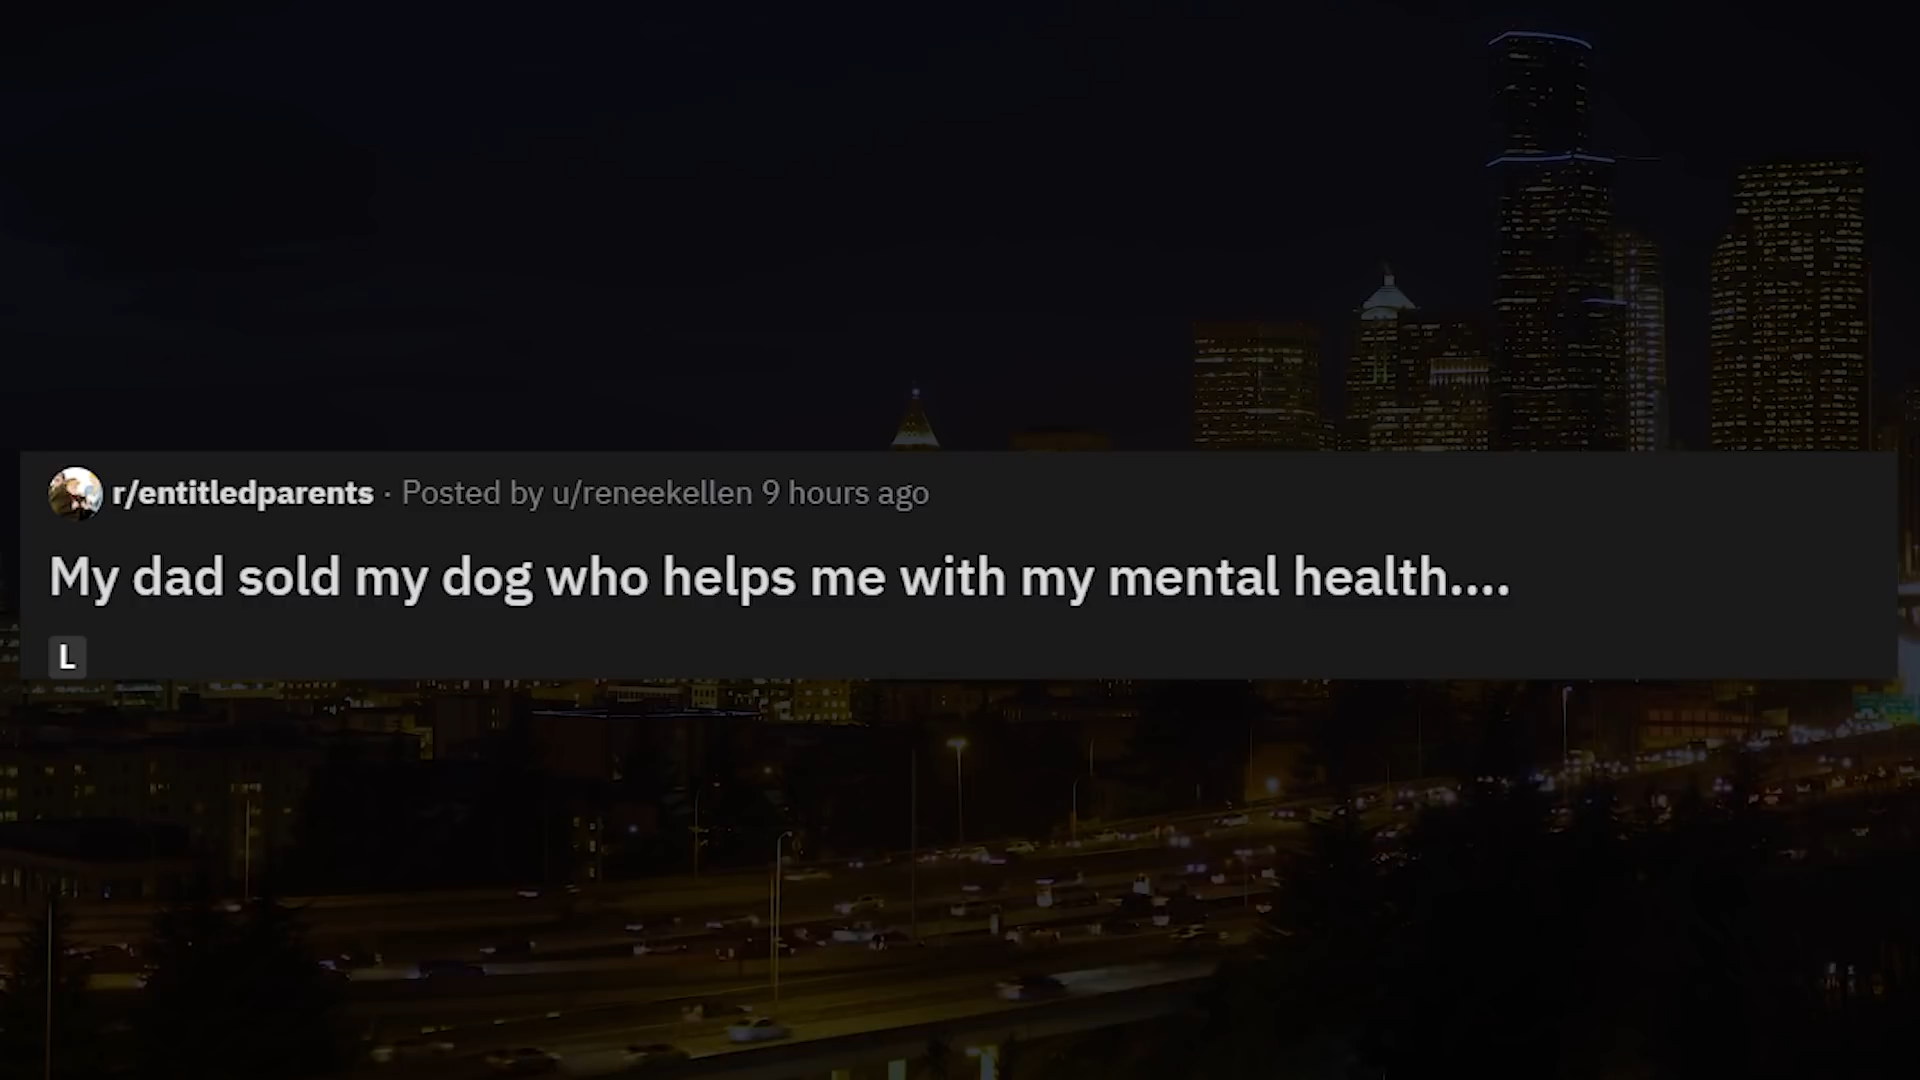 r/entitledparents · Posted by u/reneekellen 9 hours ago
My dad sold my dog who helps me with my mental health....
L